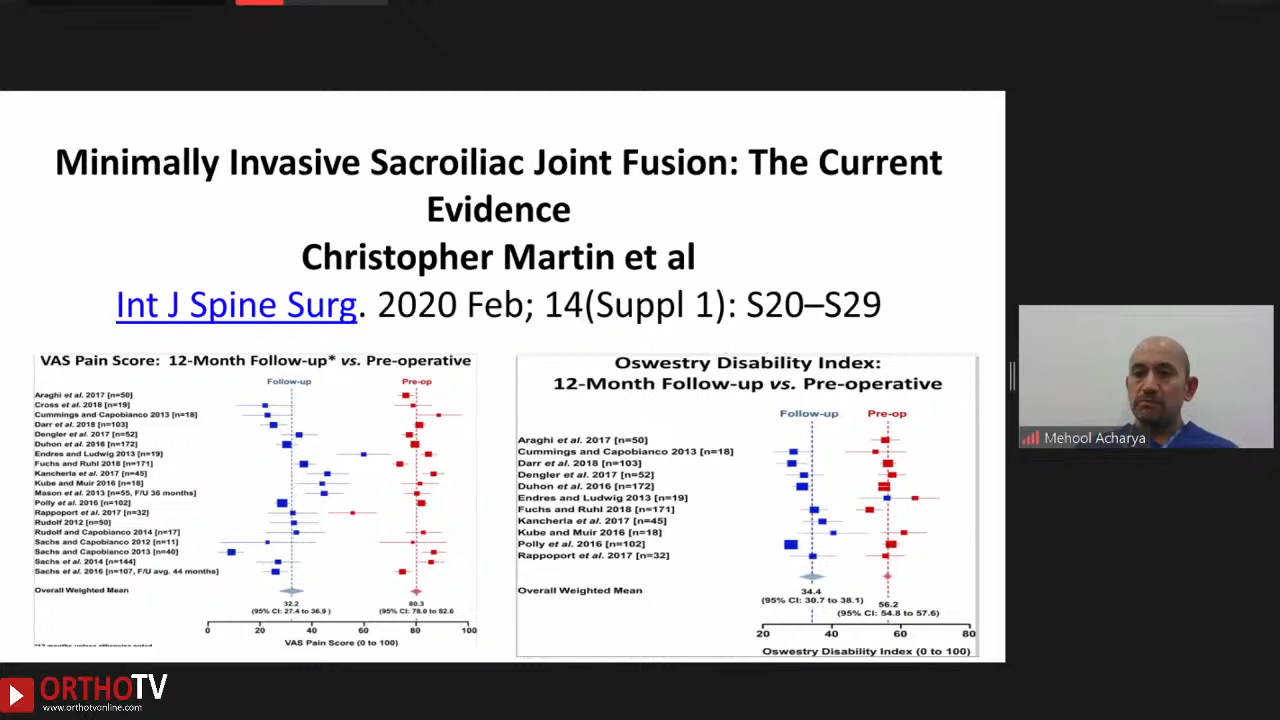 Minimally Invasive Sacroiliac Joint Fusion: The Current
Evidence
Christopher Martin et al
Int J Spine Surg. 2020 Feb; 14(Suppl 1): S20–S29
VAS Pain Score: 12-Month Follow-up* vs. Pre-operative
Follow-up Pre-op
Araghi et al. 2017 [n=50]
Cross et al. 2018 [n=19]
Cummings and Capobianco 2013 [n=18]
Darr et al. 2018 [n=103]
Dengler et al. 2017 [n=52]
Duhon et al. 2016 [n=172]
Endres and Ludwig 2013 [n=19]
Fuchs and Ruhl 2018 [n=171]
Kancherla et al. 2017 [n=45]
Kube and Muir 2016 [n=18]
Mason et al. 2013 [n=55, F/U 36 months]
Polly et al. 2016 [n=102]
Rappoport et al. 2017 [n=32]
Rudolf 2012 [n=50]
Rudolf and Capobianco 2014 [n=17]
Sachs and Capobianco 2012 [n=11]
Sachs and Capobianco 2013 [n=40]
Sachs et al. 2014 [n=144]
Sachs et al. 2016 [n=107, F/U avg. 44 months]
Overall Weighted Mean
32.2 80.3
(95% CI: 27.4 to 36.9 ) (95% CI: 78.0 to 82.6
0 20 40 60 80 100
VAS Pain Score (0 to 100)
Oswestry Disability Index:
12-Month Follow-up vs. Pre-operative
Follow-up Pre-op
Araghi et al. 2017 [n=50]
Cummings and Capobianco 2013 [n=18]
Darr et al. 2018 [n=103]
Dengler et al. 2017 [n=52]
Duhon et al. 2016 [n=172]
Endres and Ludwig 2013 [n=19]
Fuchs and Ruhl 2018 [n=171]
Kancherla et al. 2017 [n=45]
Kube and Muir 2016 [n=18]
Polly et al. 2016 [n=102]
Rappoport et al. 2017 [n=32]
Overall Weighted Mean
34.4 56.2
(95% CI: 30.7 to 38.1) (95% CI: 54.8 to 57.6)
20 40 60 80
Oswestry Disability Index (0 to 100)
Mehool Acharya
ORTHOTV
www.orthotvonline.com